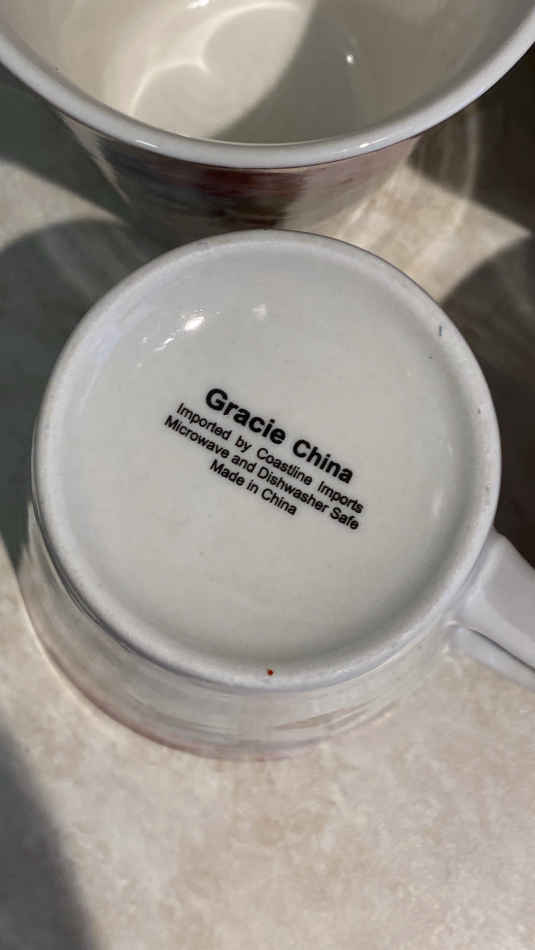 Gracie China
Imported by Coastline Imports
Microwave and Dishwasher Safe
Made in China